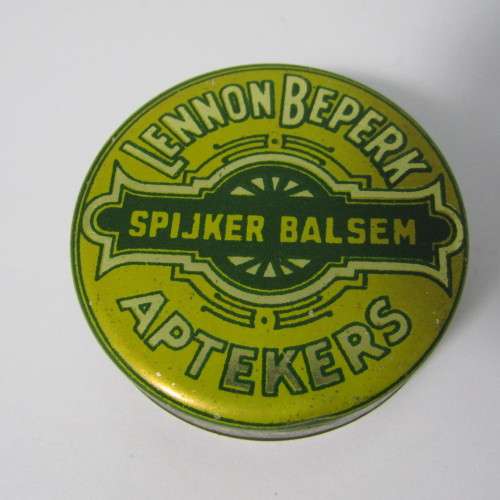 LENNON BEPERK
SPIJKER BALSEM
APTEKERS